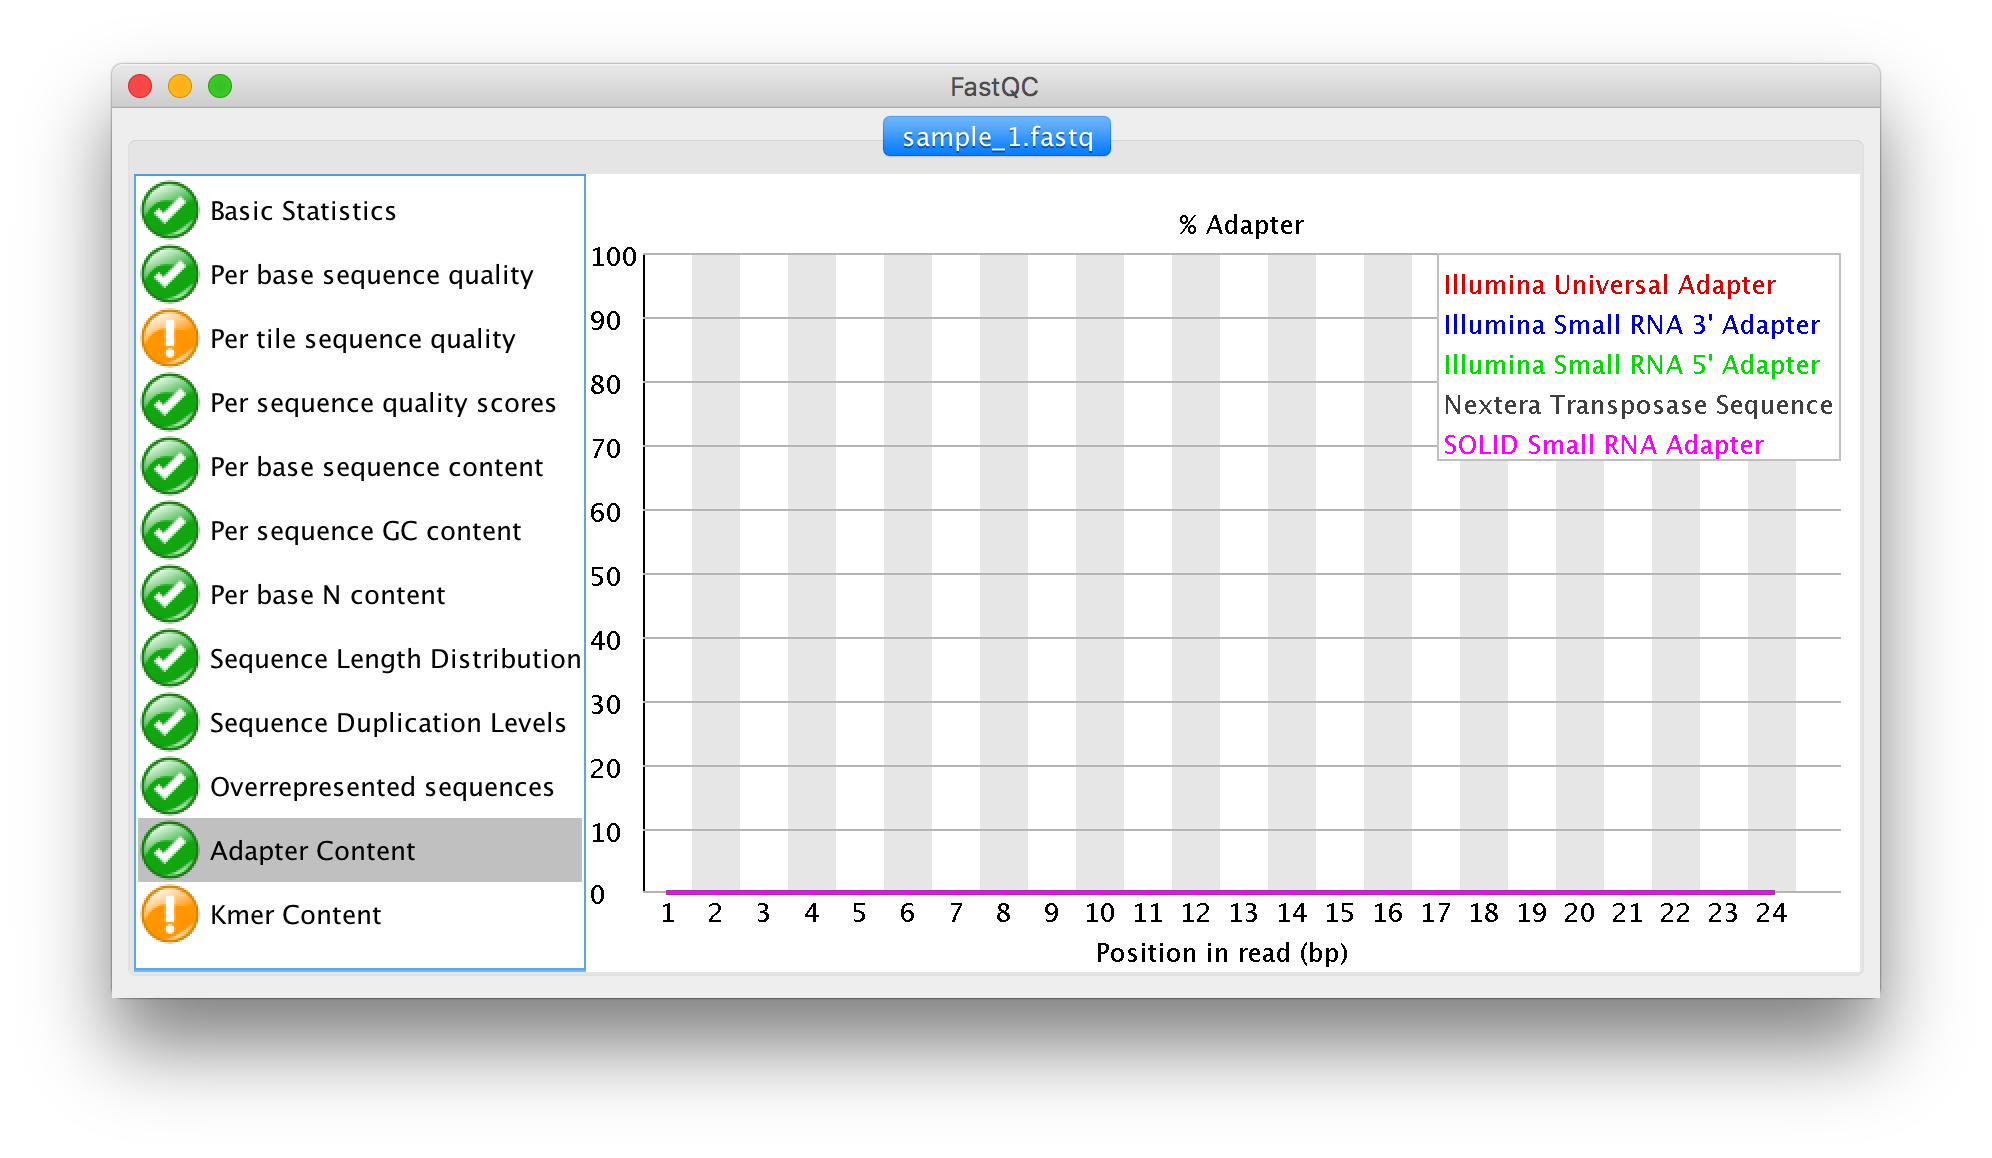 FastQC
sample_1.fastq
Basic Statistics
Per base sequence quality
Per tile sequence quality
Per sequence quality scores
Per base sequence content
Per sequence GC content
Per base N content
Sequence Length Distribution
Sequence Duplication Levels
Overrepresented sequences
Adapter Content
Kmer Content
% Adapter
100
90
80
70
60
50
40
30
20
10
0
Illumina Universal Adapter
Illumina Small RNA 3' Adapter
Illumina Small RNA 5' Adapter
Nextera Transposase Sequence
SOLID Small RNA Adapter
1 2 3 4 5 6 7 8 9 10 11 12 13 14 15 16 17 18 19 20 21 22 23 24
Position in read (bp)